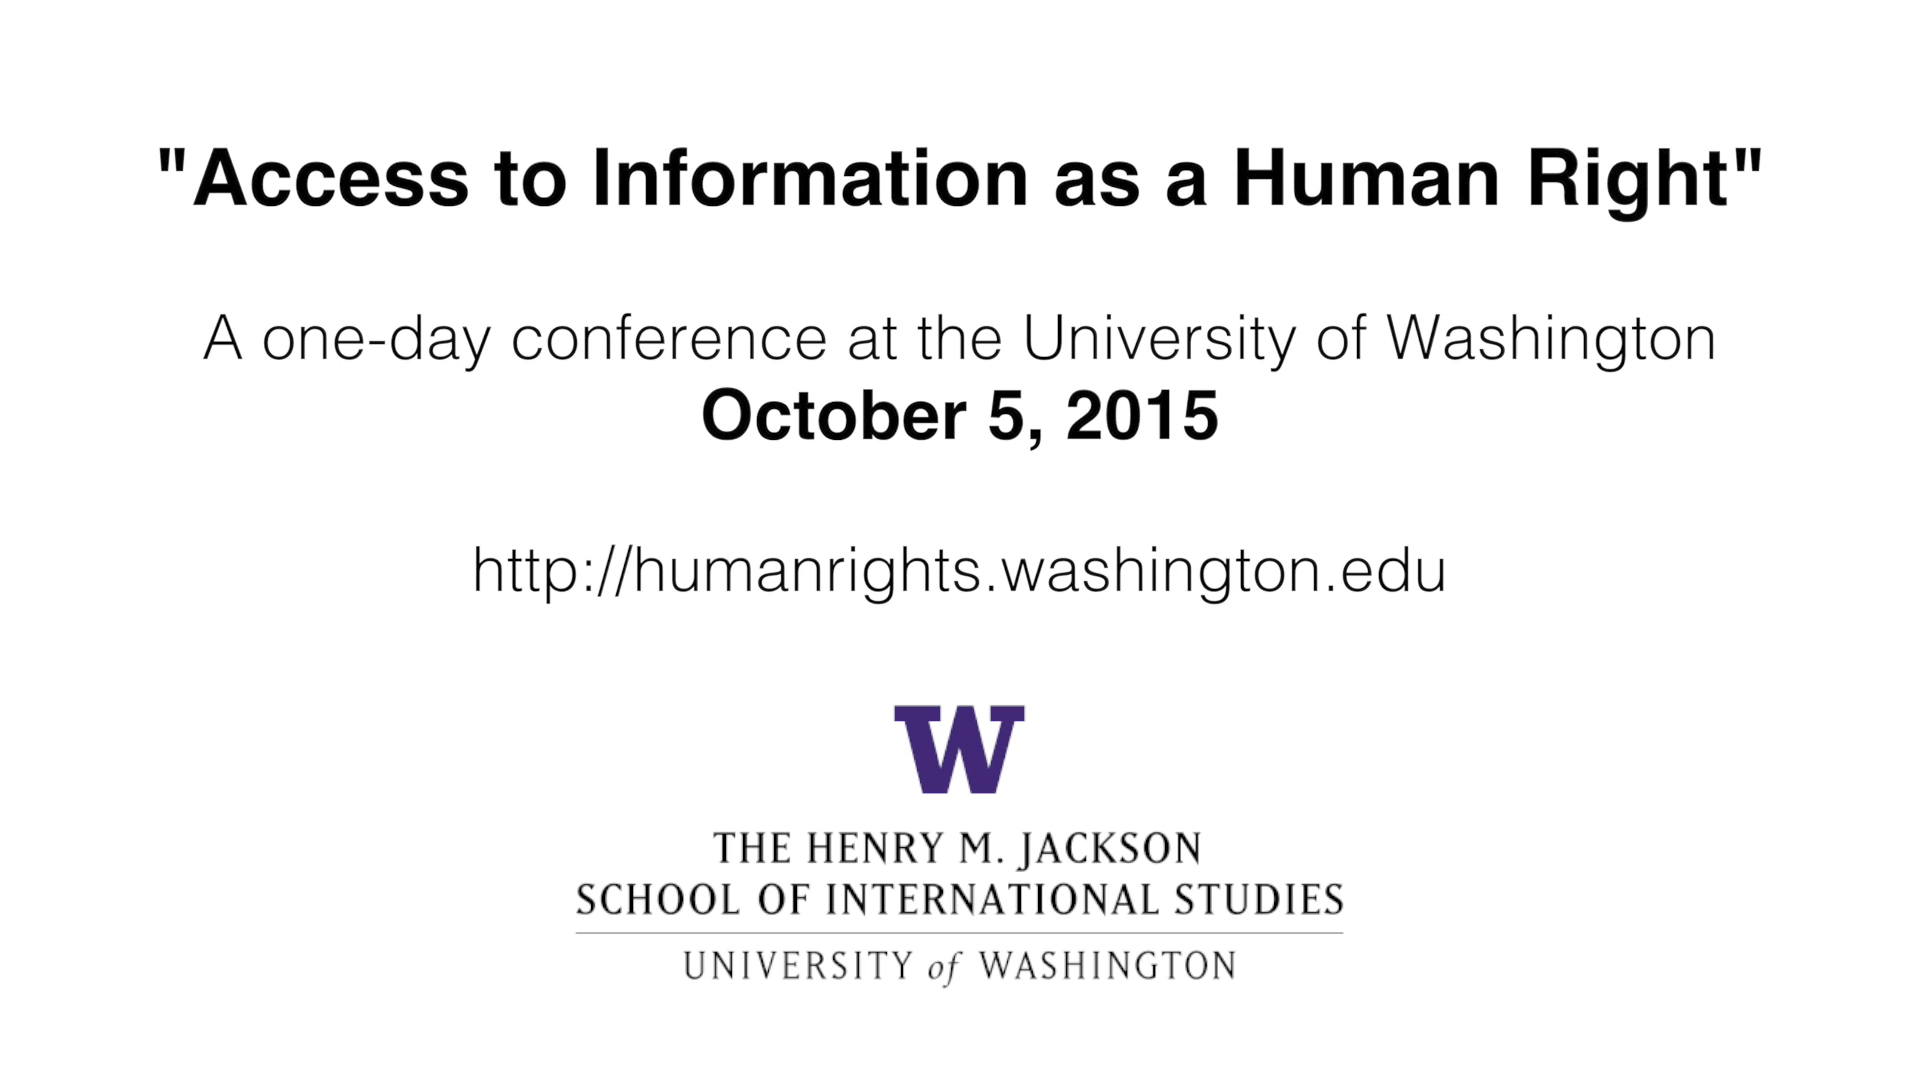 "Access to Information as a Human Right"
A one-day conference at the University of Washington
October 5, 2015
http://humanrights.washington.edu
W
THE HENRY M. JACKSON
SCHOOL OF INTERNATIONAL STUDIES
UNIVERSITY of WASHINGTON